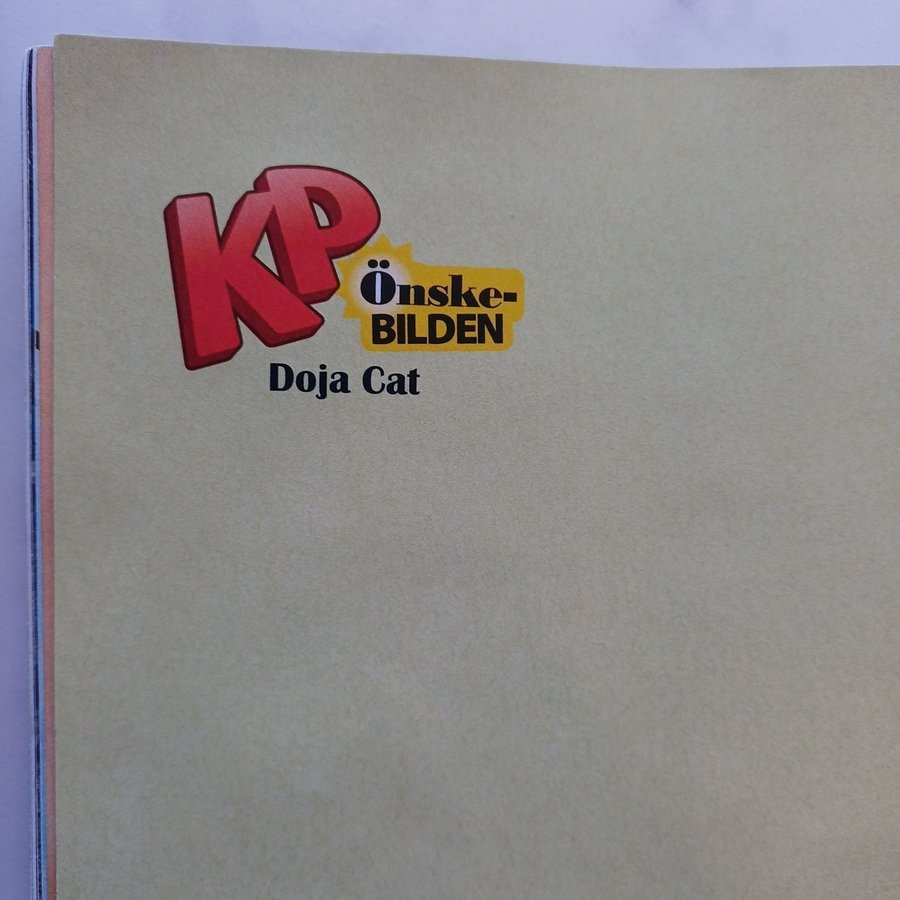 KP
Önske-
BILDEN
Doja Cat